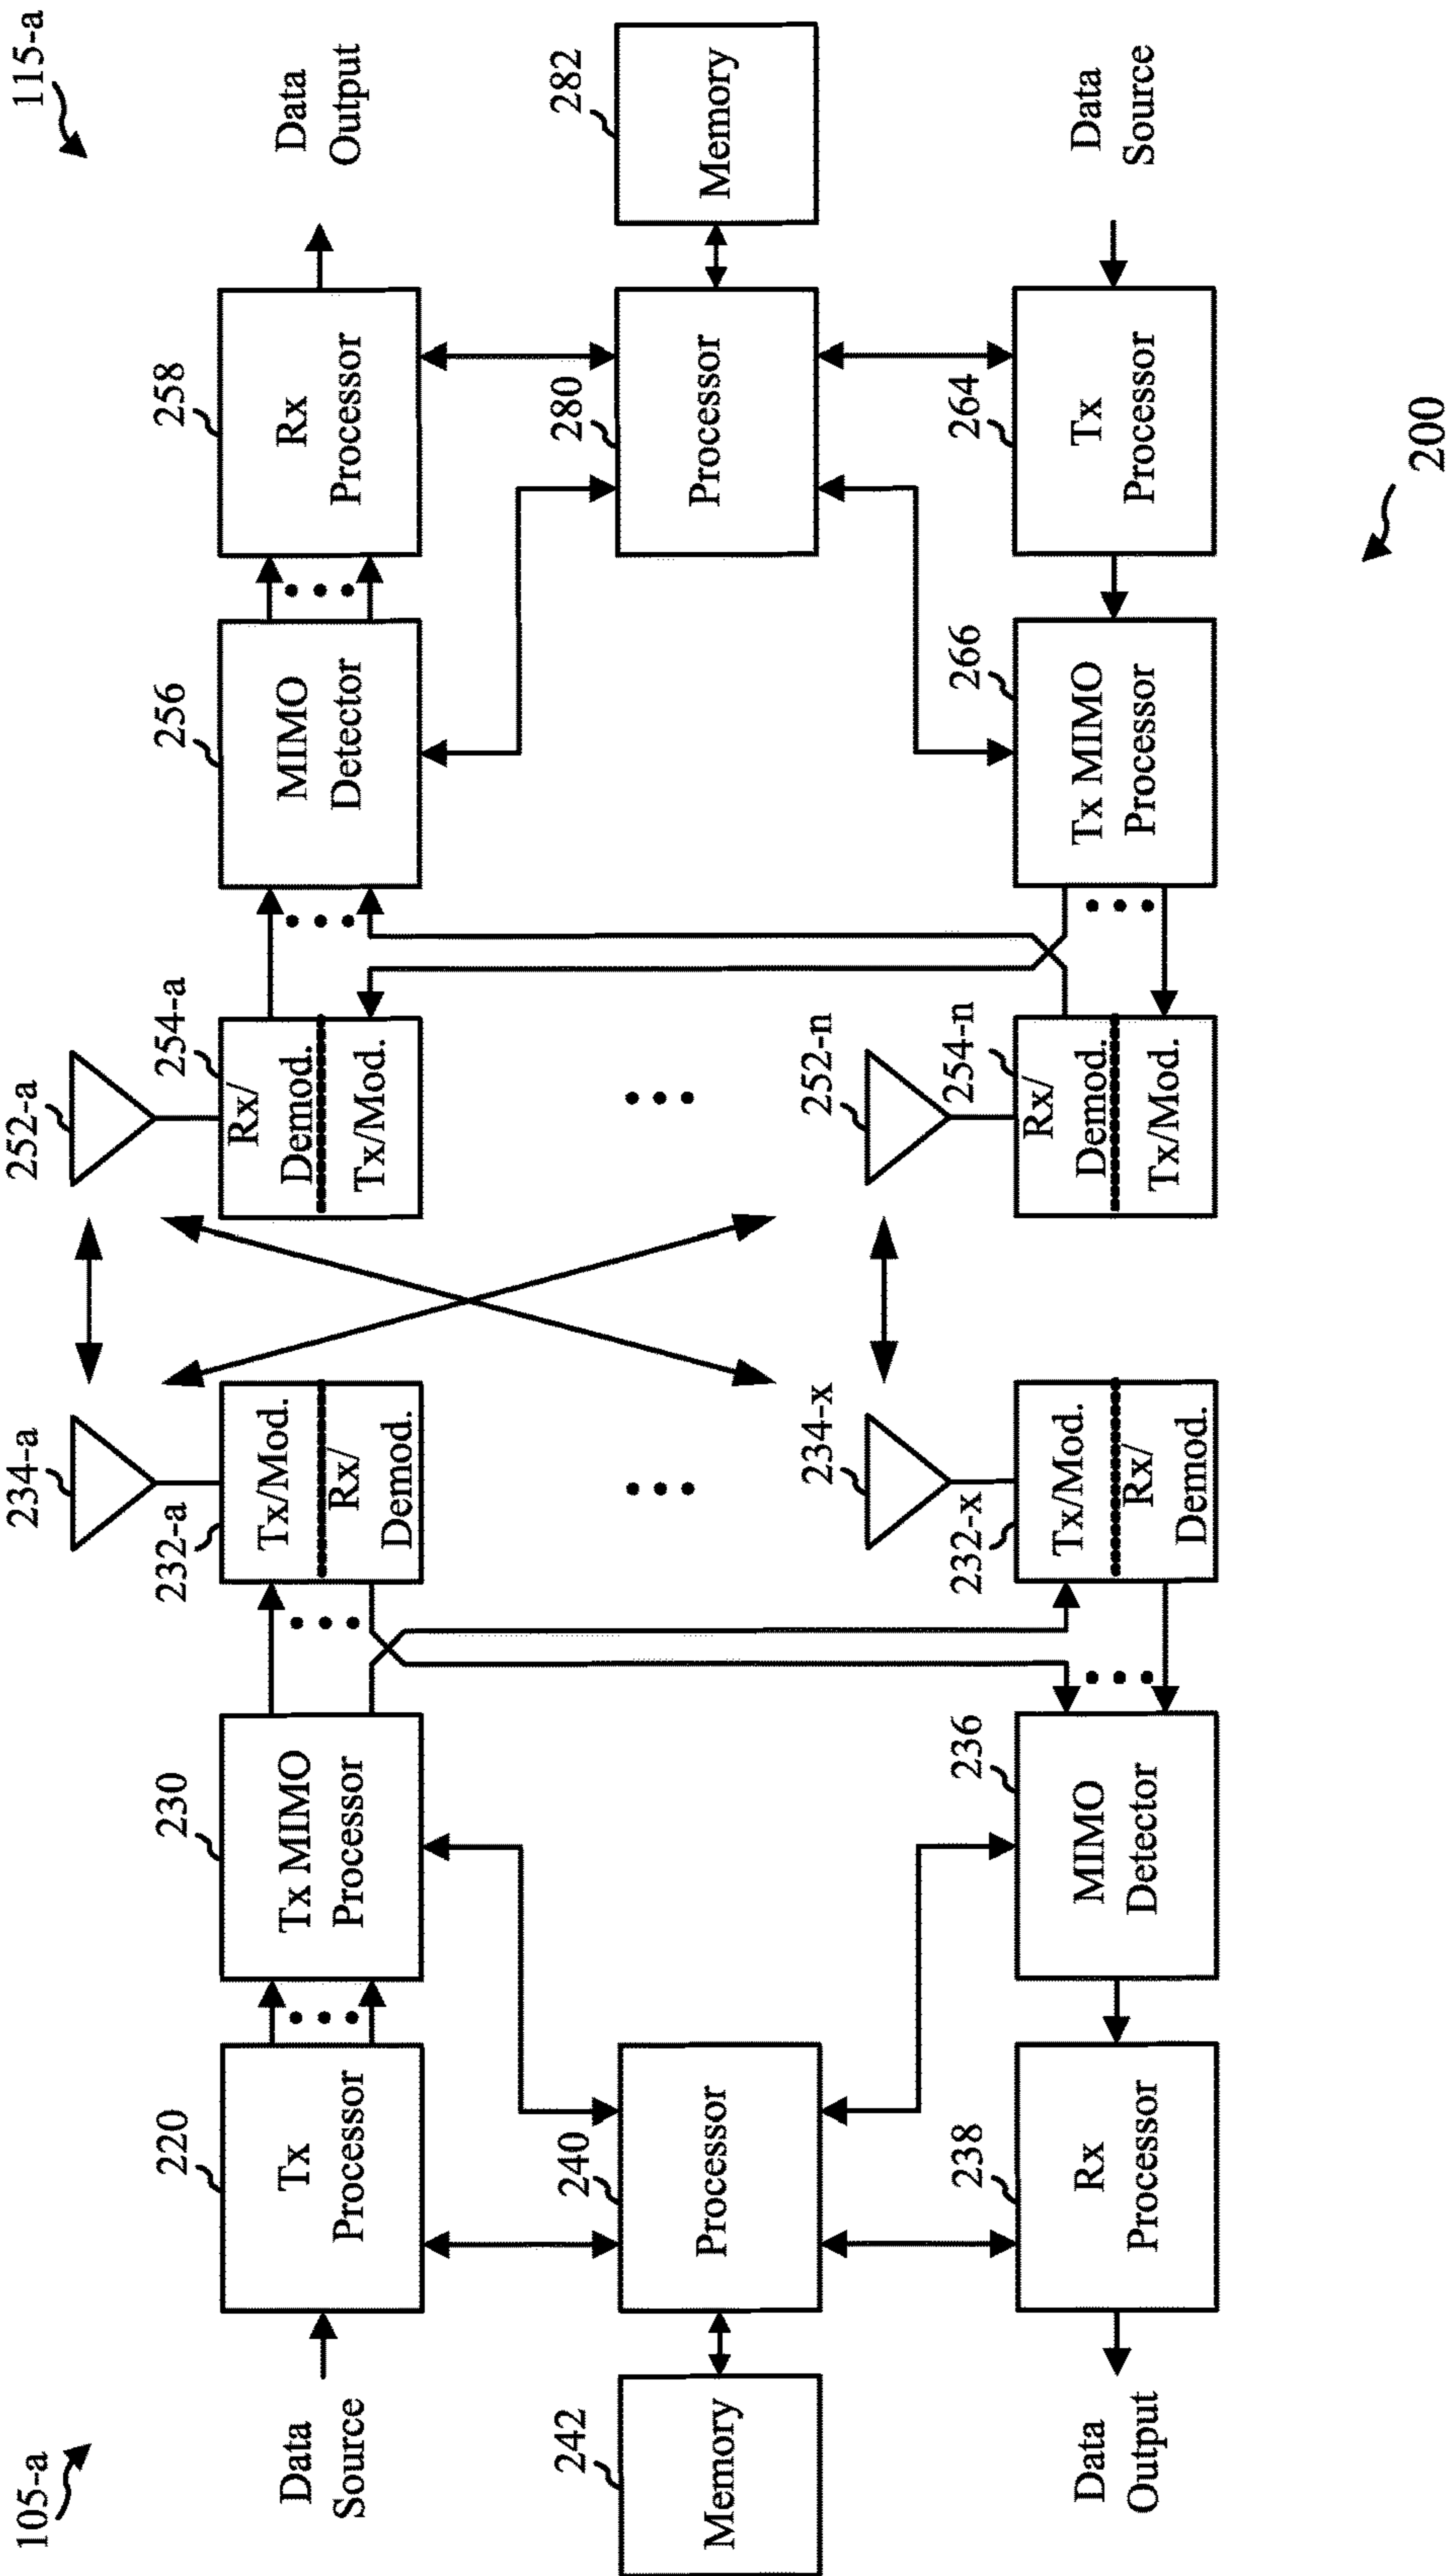 105-a
115-a
234-a
252-a
220
230
232-a
254-a
256
258
Data
Source
Tx
Processor
Tx MIMO
Processor
Tx/Mod.
Rx/
Demod.
Rx/
Demod.
Tx/Mod.
MIMO
Detector
Rx
Processor
Data
Output
242
240
280
282
Memory
Processor
Processor
Memory
234-x
252-n
238
236
232-x
254-n
266
264
Data
Output
Rx
Processor
MIMO
Detector
Tx/Mod.
Rx/
Demod.
Rx/
Demod.
Tx/Mod.
Tx MIMO
Processor
Tx
Processor
Data
Source
200